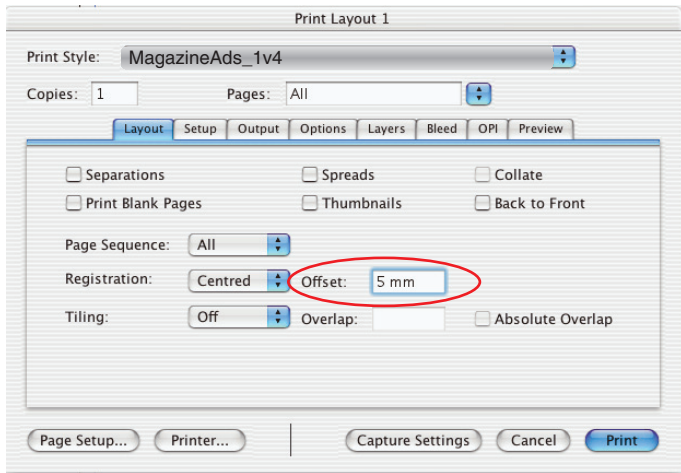 Print Layout 1
Print Style: MagazineAds_1v4
Copies: 1 Pages: All
Layout Setup Output Options Layers Bleed OPI Preview
Separations Spreads Collate
Print Blank Pages Thumbnails Back to Front
Page Sequence: All
Registration: Centred Offset: 5 mm
Tiling: Off Overlap: Absolute Overlap
Page Setup... Printer... Capture Settings Cancel Print